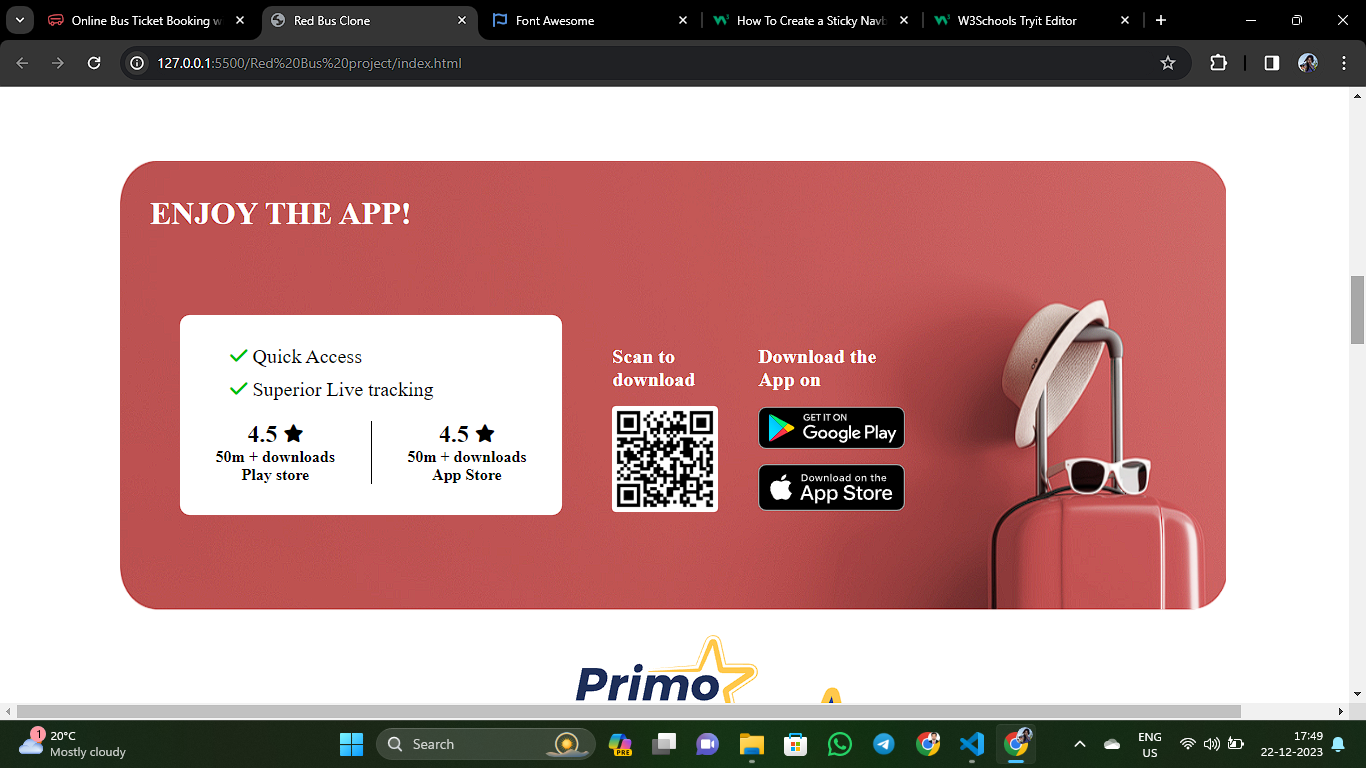 Online Bus Ticket Booking w
Red Bus Clone
Font Awesome
How To Create a Sticky Navb
W3Schools Tryit Editor
127.0.0.1:5500/Red%20Bus%20project/index.html
ENJOY THE APP!
Quick Access
Superior Live tracking
4.5
50m + downloads
Play store
4.5
50m + downloads
App Store
Scan to
download
Download the
App on
GET IT ON
Google Play
Download on the
App Store
Primo
1
20°C
Mostly cloudy
Search
PRE
ENG
US
17:49
22-12-2023